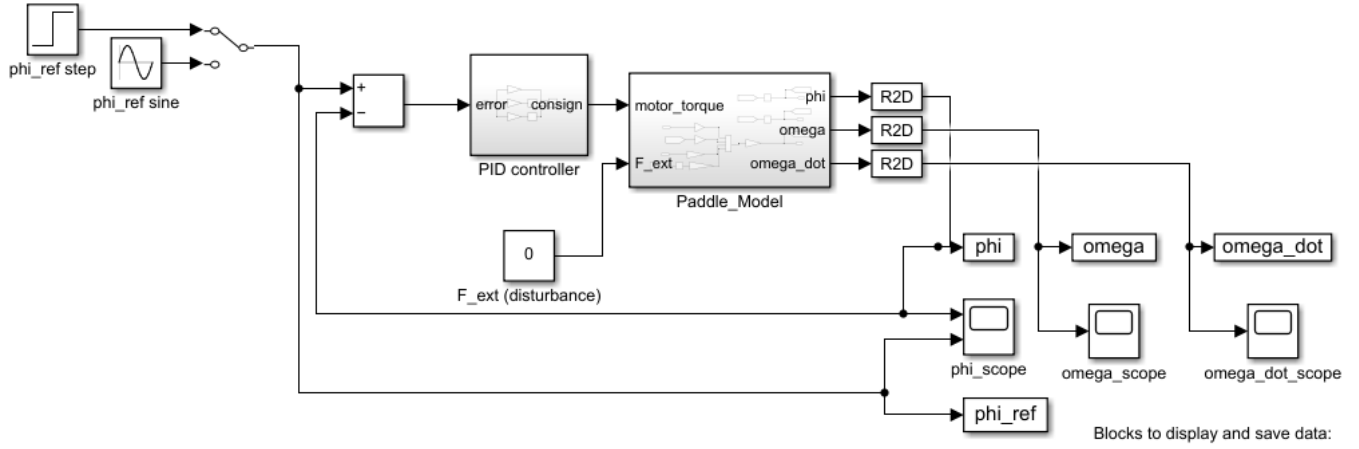 phi_ref step
phi_ref sine
+
−
error
consign
PID controller
motor_torque
F_ext
phi
omega
omega_dot
Paddle_Model
R2D
R2D
R2D
0
F_ext (disturbance)
phi
omega
omega_dot
phi_scope
omega_scope
omega_dot_scope
phi_ref
Blocks to display and save data: